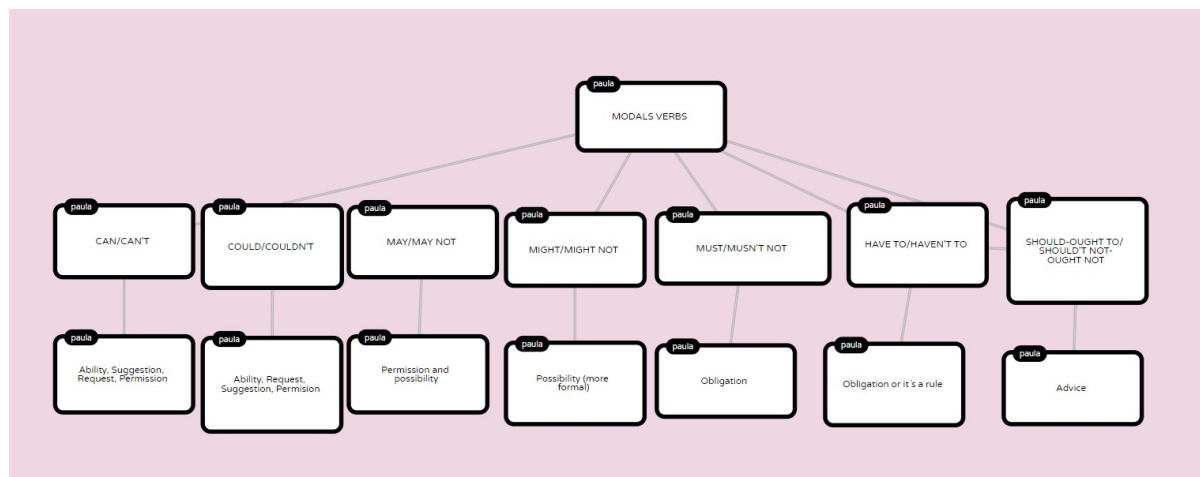 paula
MODALS VERBS
paula
CAN/CAN'T
paula
COULD/COULDN'T
paula
MAY/MAY NOT
paula
MIGHT/MIGHT NOT
paula
MUST/MUSN'T NOT
paula
HAVE TO/HAVEN'T TO
paula
SHOULD-OUGHT TO/
SHOULD'T NOT-
OUGHT NOT
paula
Ability, Suggestion,
Request, Permission
paula
Ability, Request,
Suggestion, Permision
paula
Permission and
possibility
paula
Possibility (more
formal)
paula
Obligation
paula
Obligation or it´s a rule
paula
Advice